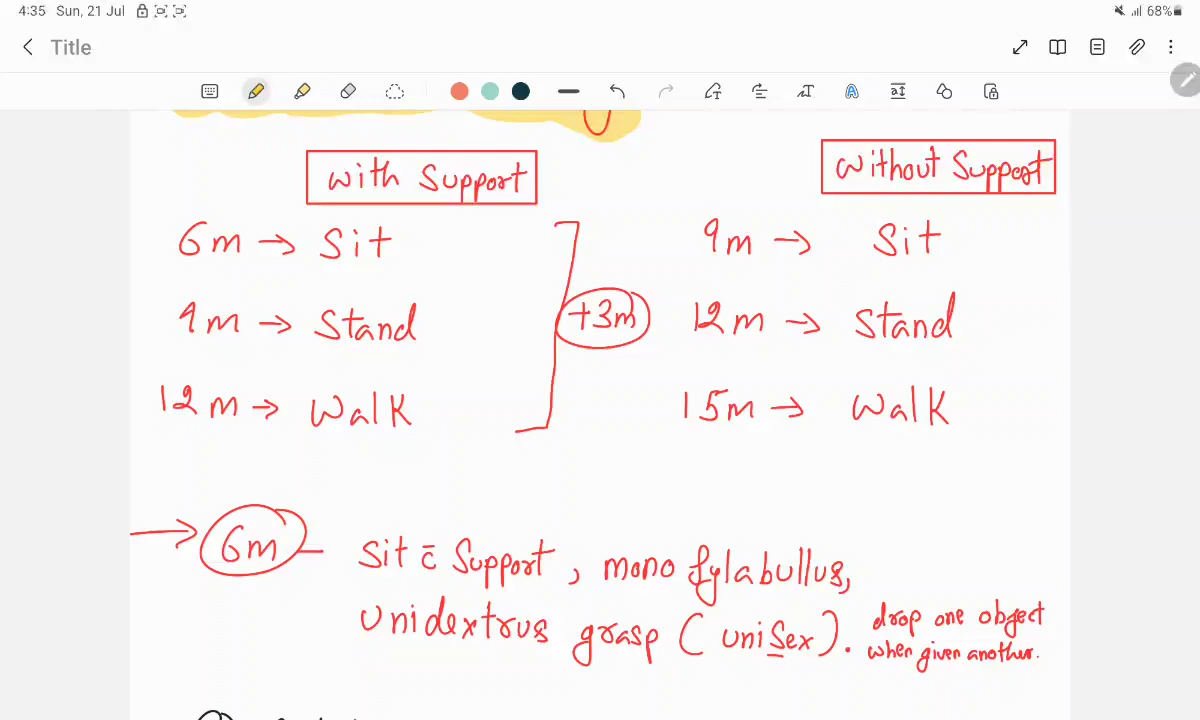 4:35 Sun, 21 Jul 68%
Title
With Support
Without Support
6m → Sit
9m → Sit
9m → Stand
+3m
12m → Stand
12m → Walk
15m → Walk
→ 6m - Sit c̄ Support, mono sylabullus,
Unidextrus grasp (UniSex). drop one object
when given another.